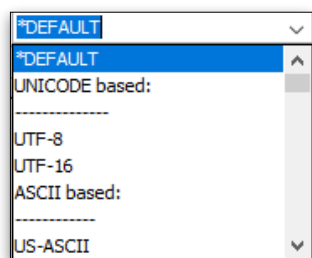 *DEFAULT
*DEFAULT
UNICODE based:
--------------
UTF-8
UTF-16
ASCII based:
------------
US-ASCII